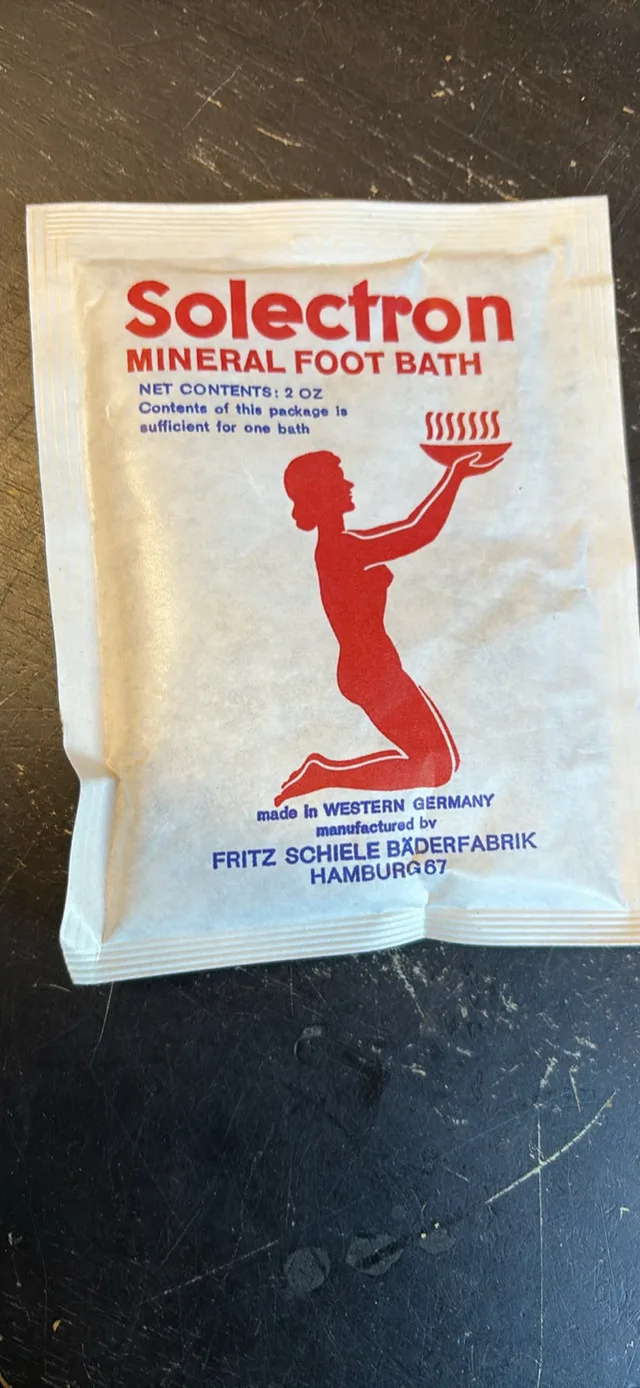 Solectron
MINERAL FOOT BATH
NET CONTENTS: 2 OZ
Contents of this package is
sufficient for one bath
made in WESTERN GERMANY
manufactured by
FRITZ SCHIELE BÄDERFABRIK
HAMBURG 67